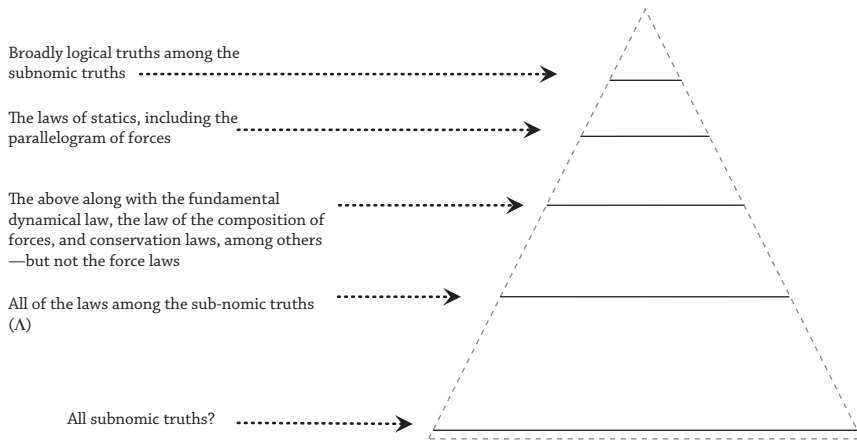 Broadly logical truths among the
subnomic truths
The laws of statics, including the
parallelogram of forces
The above along with the fundamental
dynamical law, the law of the composition of
forces, and conservation laws, among others
—but not the force laws
All of the laws among the sub-nomic truths
(Λ)
All subnomic truths?